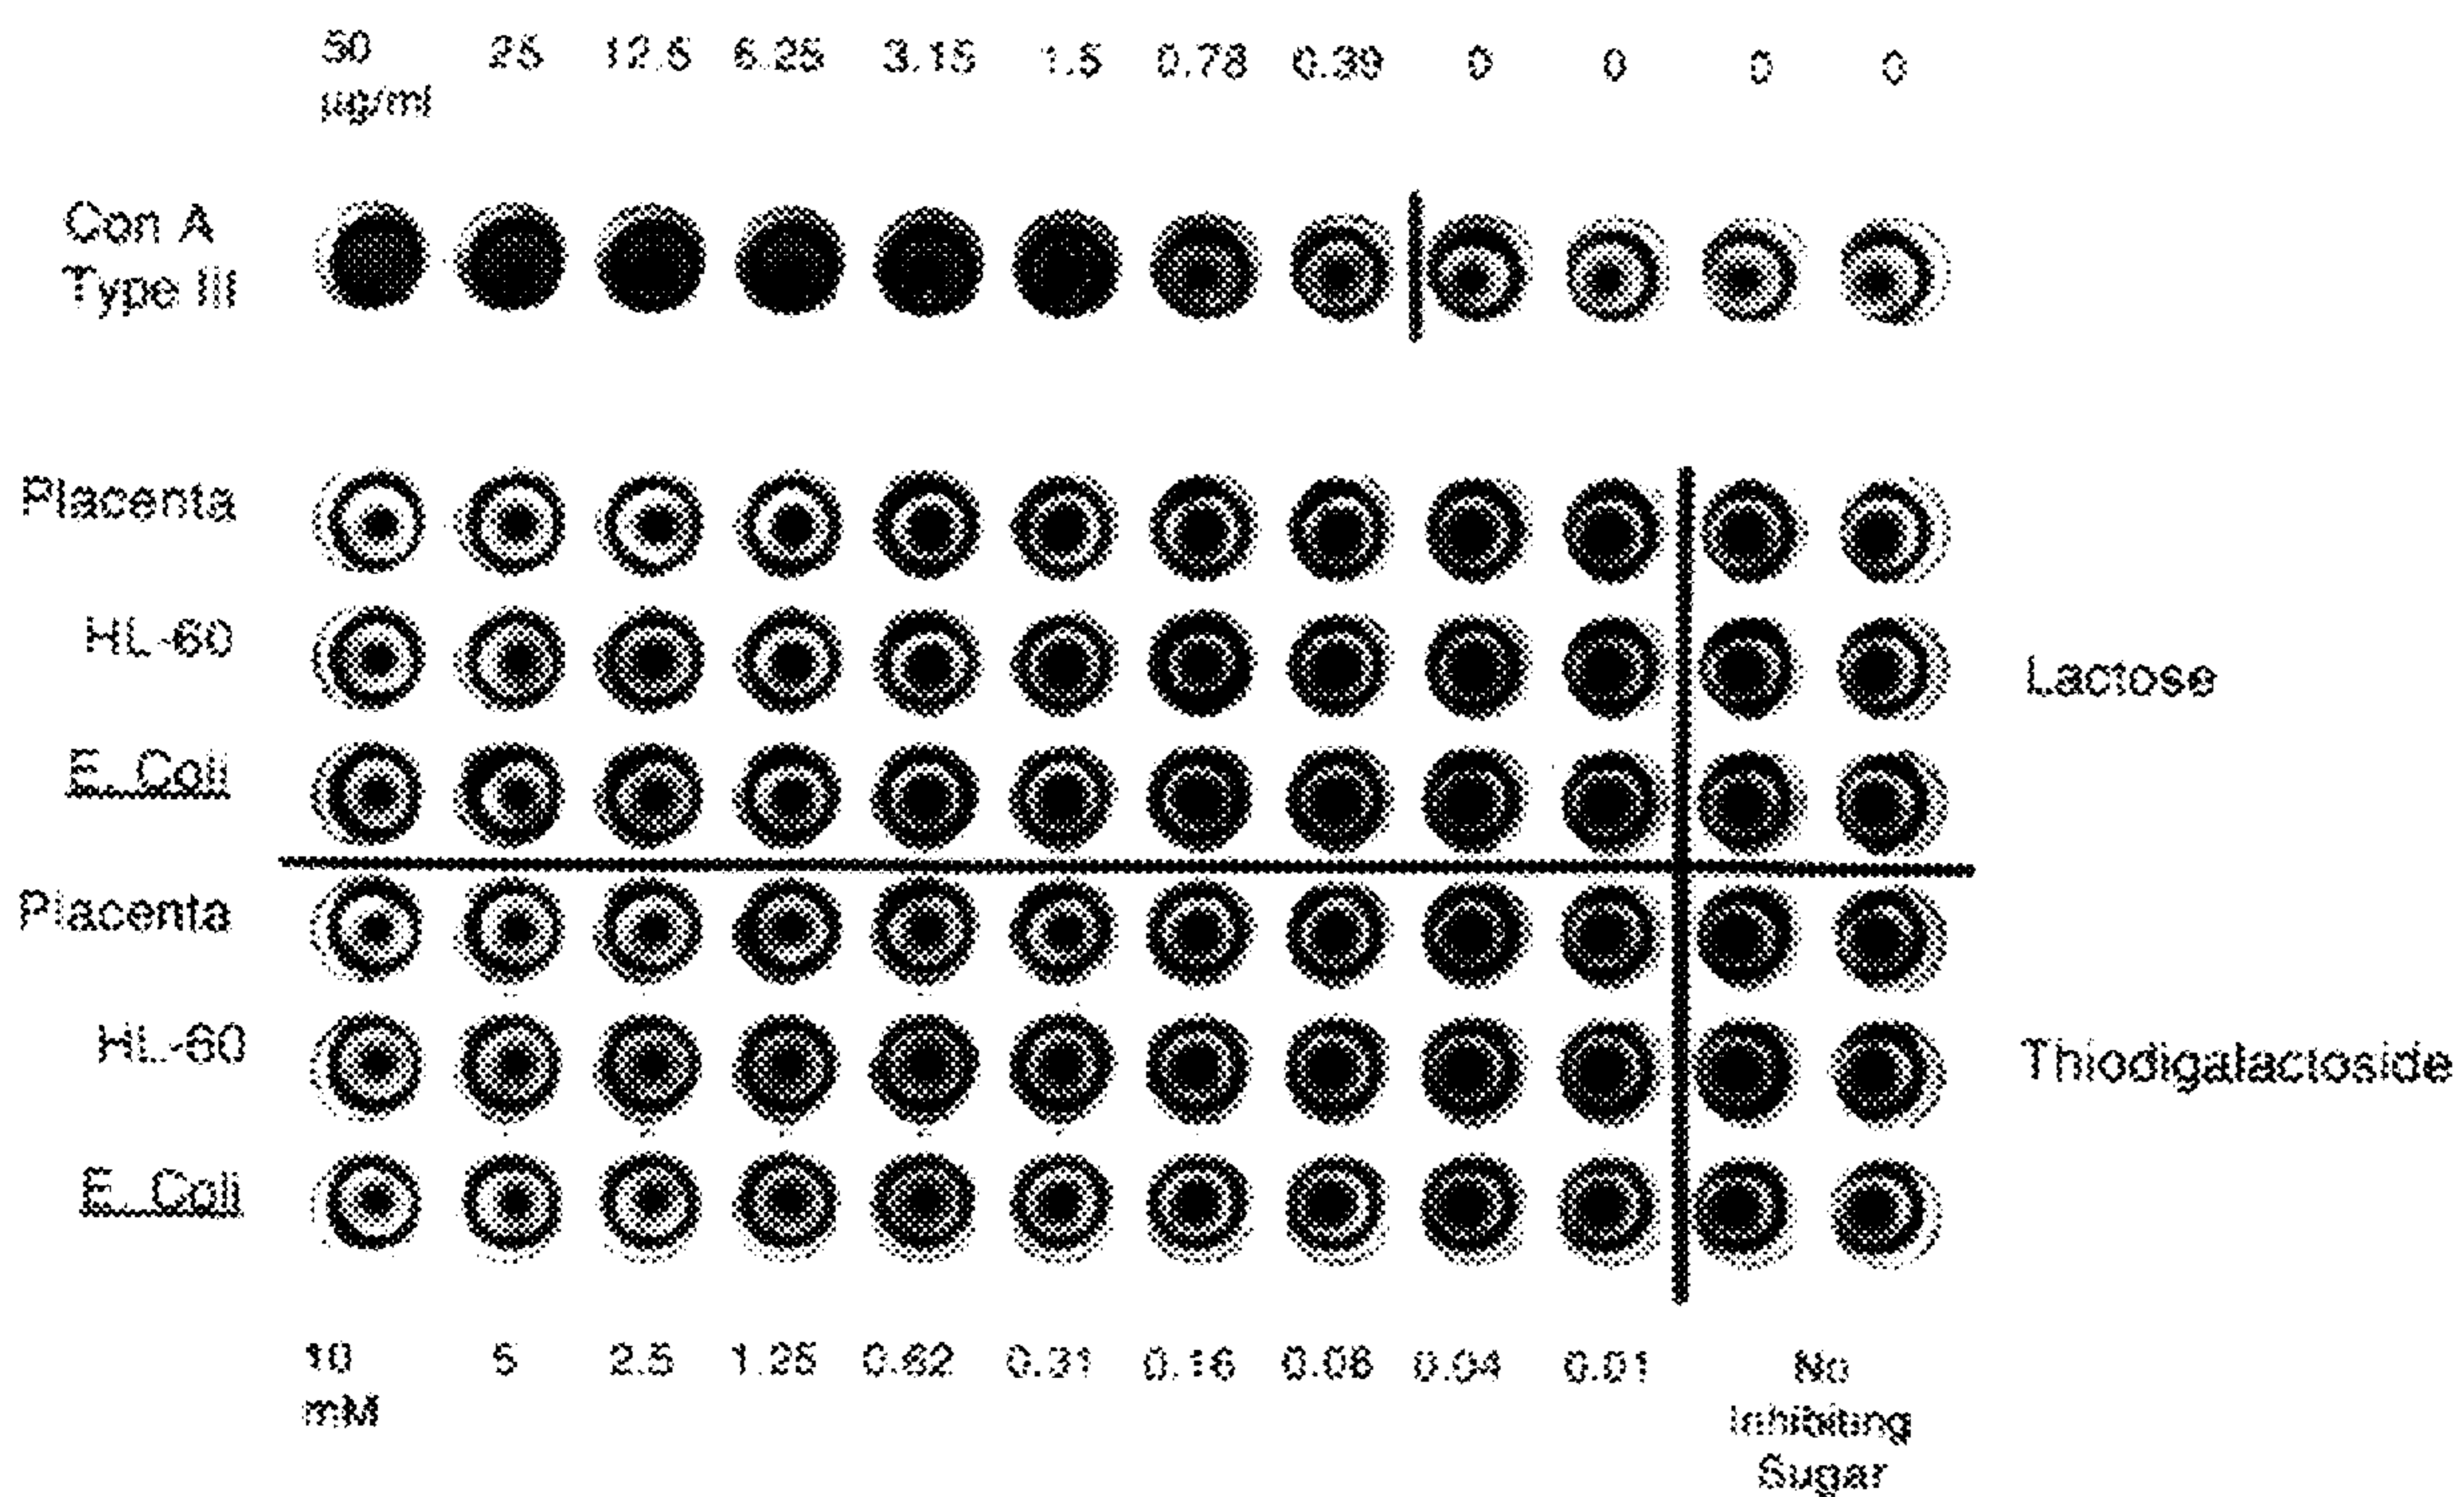 50 25 12.5 6.25 3.15 1.5 0.78 0.39 0 0 0 0
µg/ml
Con A
Type III
Placenta
HL-60
Lactose
E. Coli
Placenta
HL-60
Thiodigalactoside
E. Coli
10 5 2.5 1.25 0.62 0.31 0.16 0.08 0.04 0.01 No
mM Inhibiting
Sugar